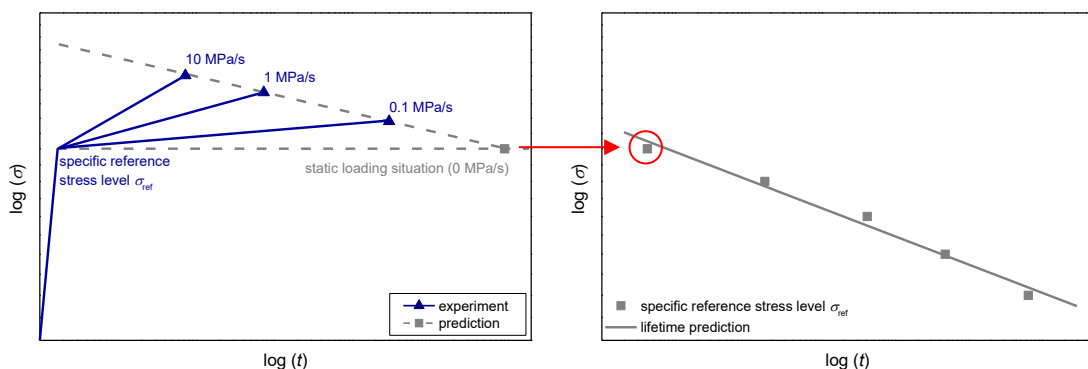 log (σ)
10 MPa/s
1 MPa/s
0.1 MPa/s
specific
reference
stress level σref
static loading situation (0 MPa/s)
experiment
prediction
log (t)
log (σ)
specific reference stress level σref
lifetime prediction
log (t)